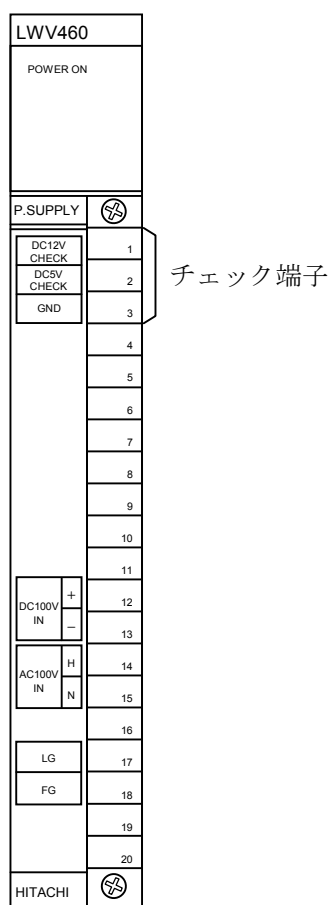 LWV460
POWER ON
P.SUPPLY
DC12V
CHECK
1
DC5V
CHECK
2
GND
3
チェック端子
4
5
6
7
8
9
10
11
DC100V
IN
+
12
−
13
AC100V
IN
H
14
N
15
16
LG
17
FG
18
19
20
HITACHI